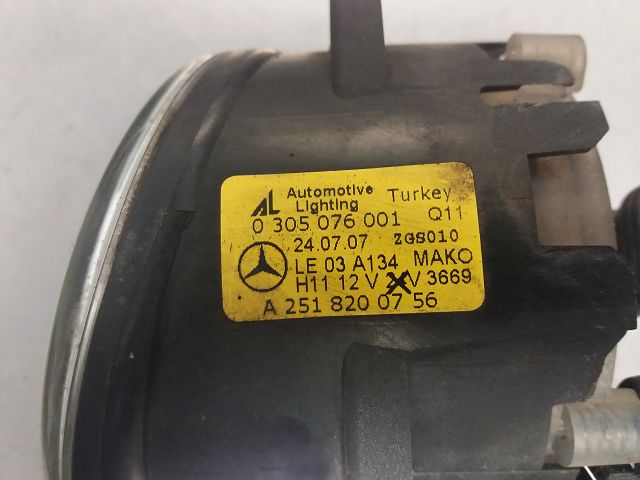 AL Automotive Lighting Turkey
0 305 076 001 Q11
24.07.07 ZGS010
LE 03 A134 MAKO
H11 12 V V 3669
A 251 820 07 56